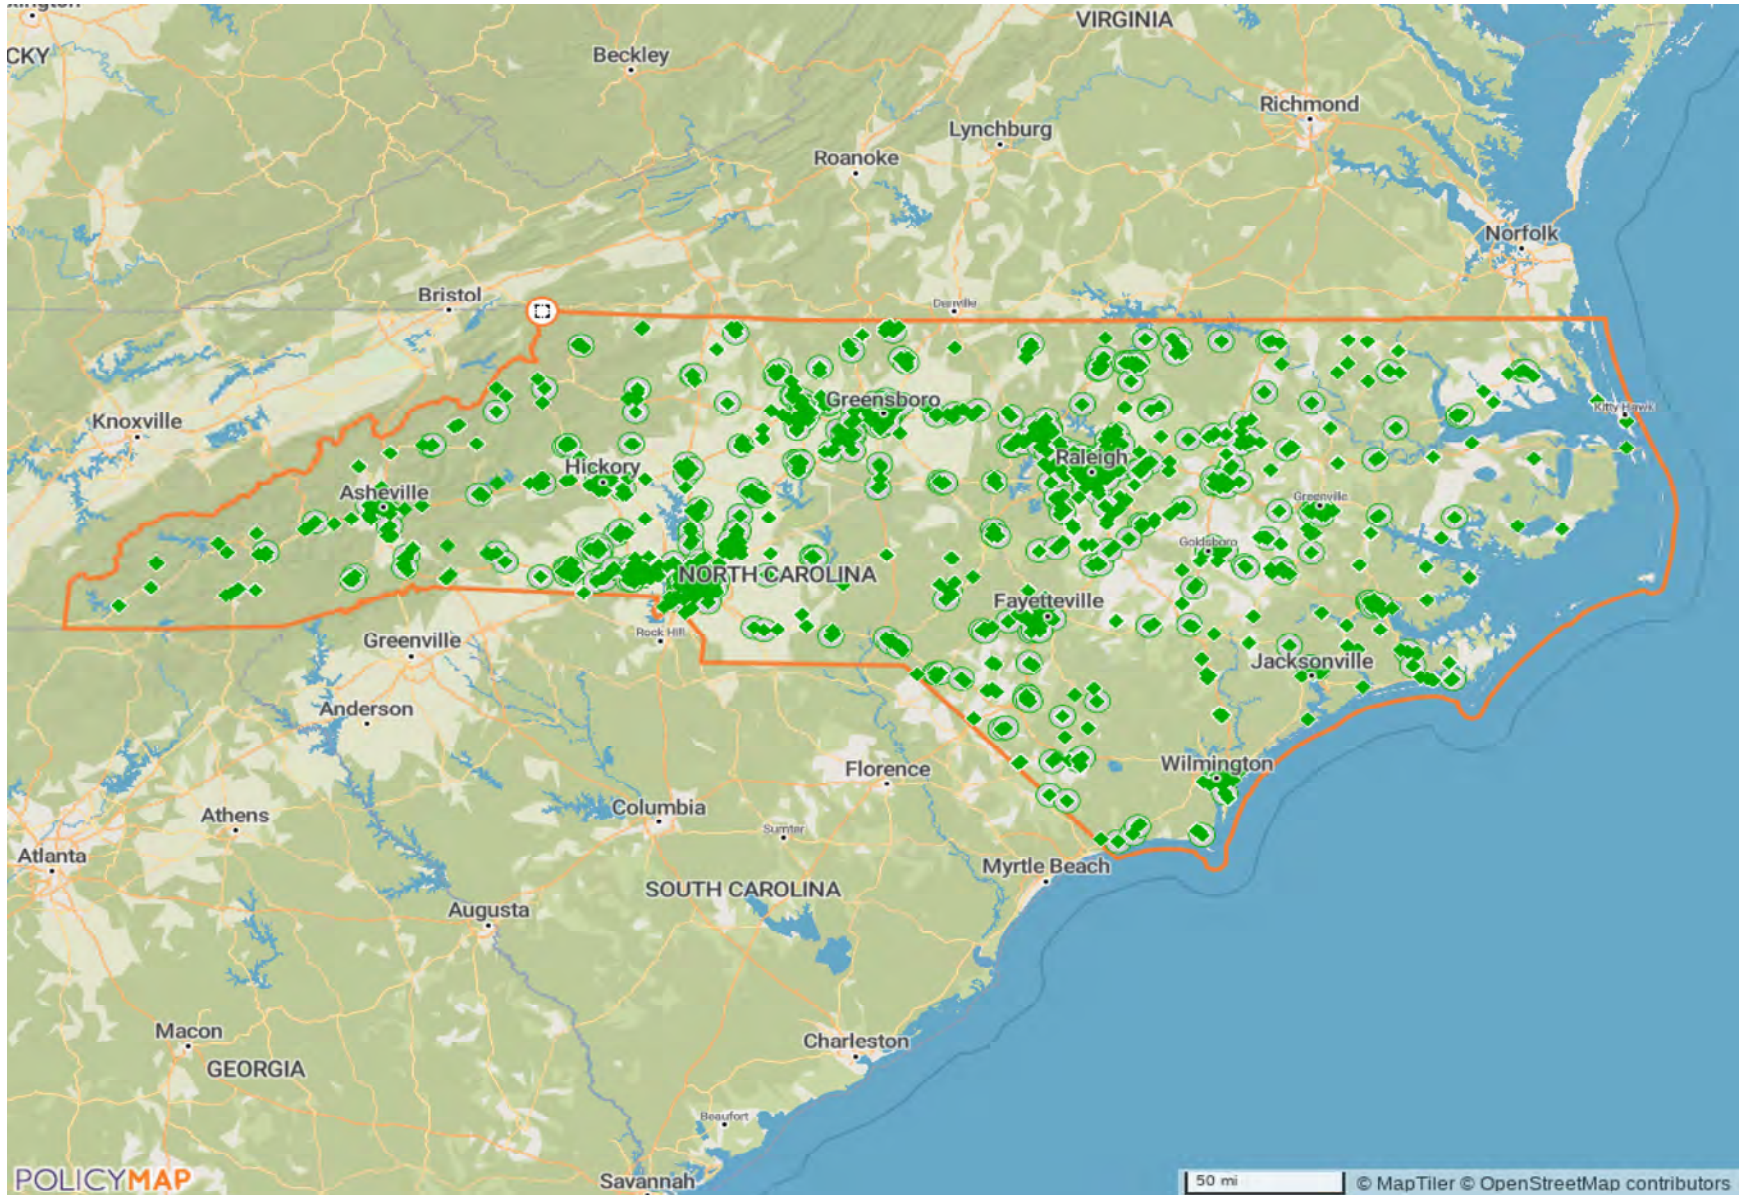 VIRGINIA
CKY
Beckley
Richmond
Lynchburg
Roanoke
Norfolk
Bristol
Danville
Greensboro
Kitty Hawk
Knoxville
Raleigh
Hickory
Asheville
Greenville
Goldsboro
NORTH CAROLINA
Fayetteville
Rock Hill
Greenville
Jacksonville
Anderson
Wilmington
Florence
Columbia
Athens
Sumter
Atlanta
Myrtle Beach
SOUTH CAROLINA
Augusta
Macon
Charleston
GEORGIA
Beaufort
POLICYMAP
Savannah
50 mi
© MapTiler © OpenStreetMap contributors